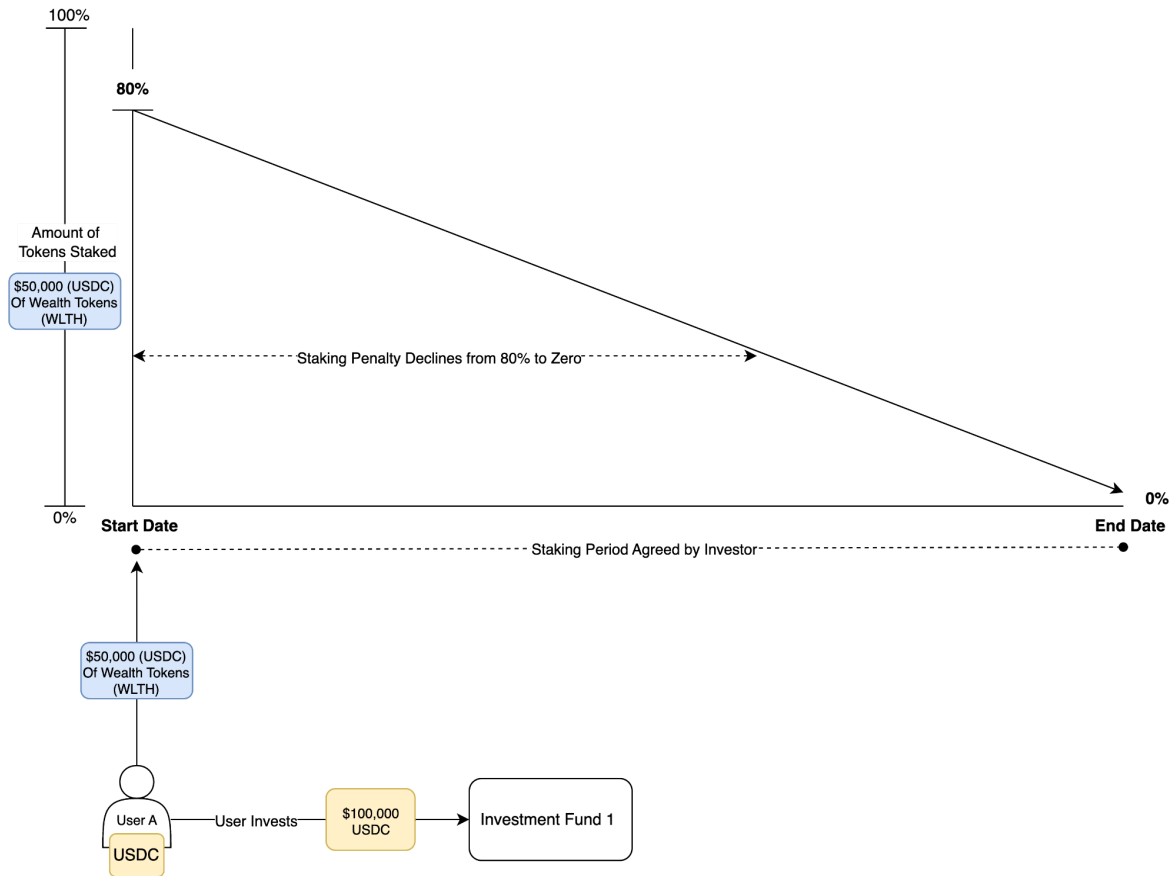 100%
80%
Amount of
Tokens Staked
$50,000 (USDC)
Of Wealth Tokens
(WLTH)
Staking Penalty Declines from 80% to Zero
0%
0%
Start Date
End Date
Staking Period Agreed by Investor
$50,000 (USDC)
Of Wealth Tokens
(WLTH)
User A
USDC
User Invests
$100,000
USDC
Investment Fund 1